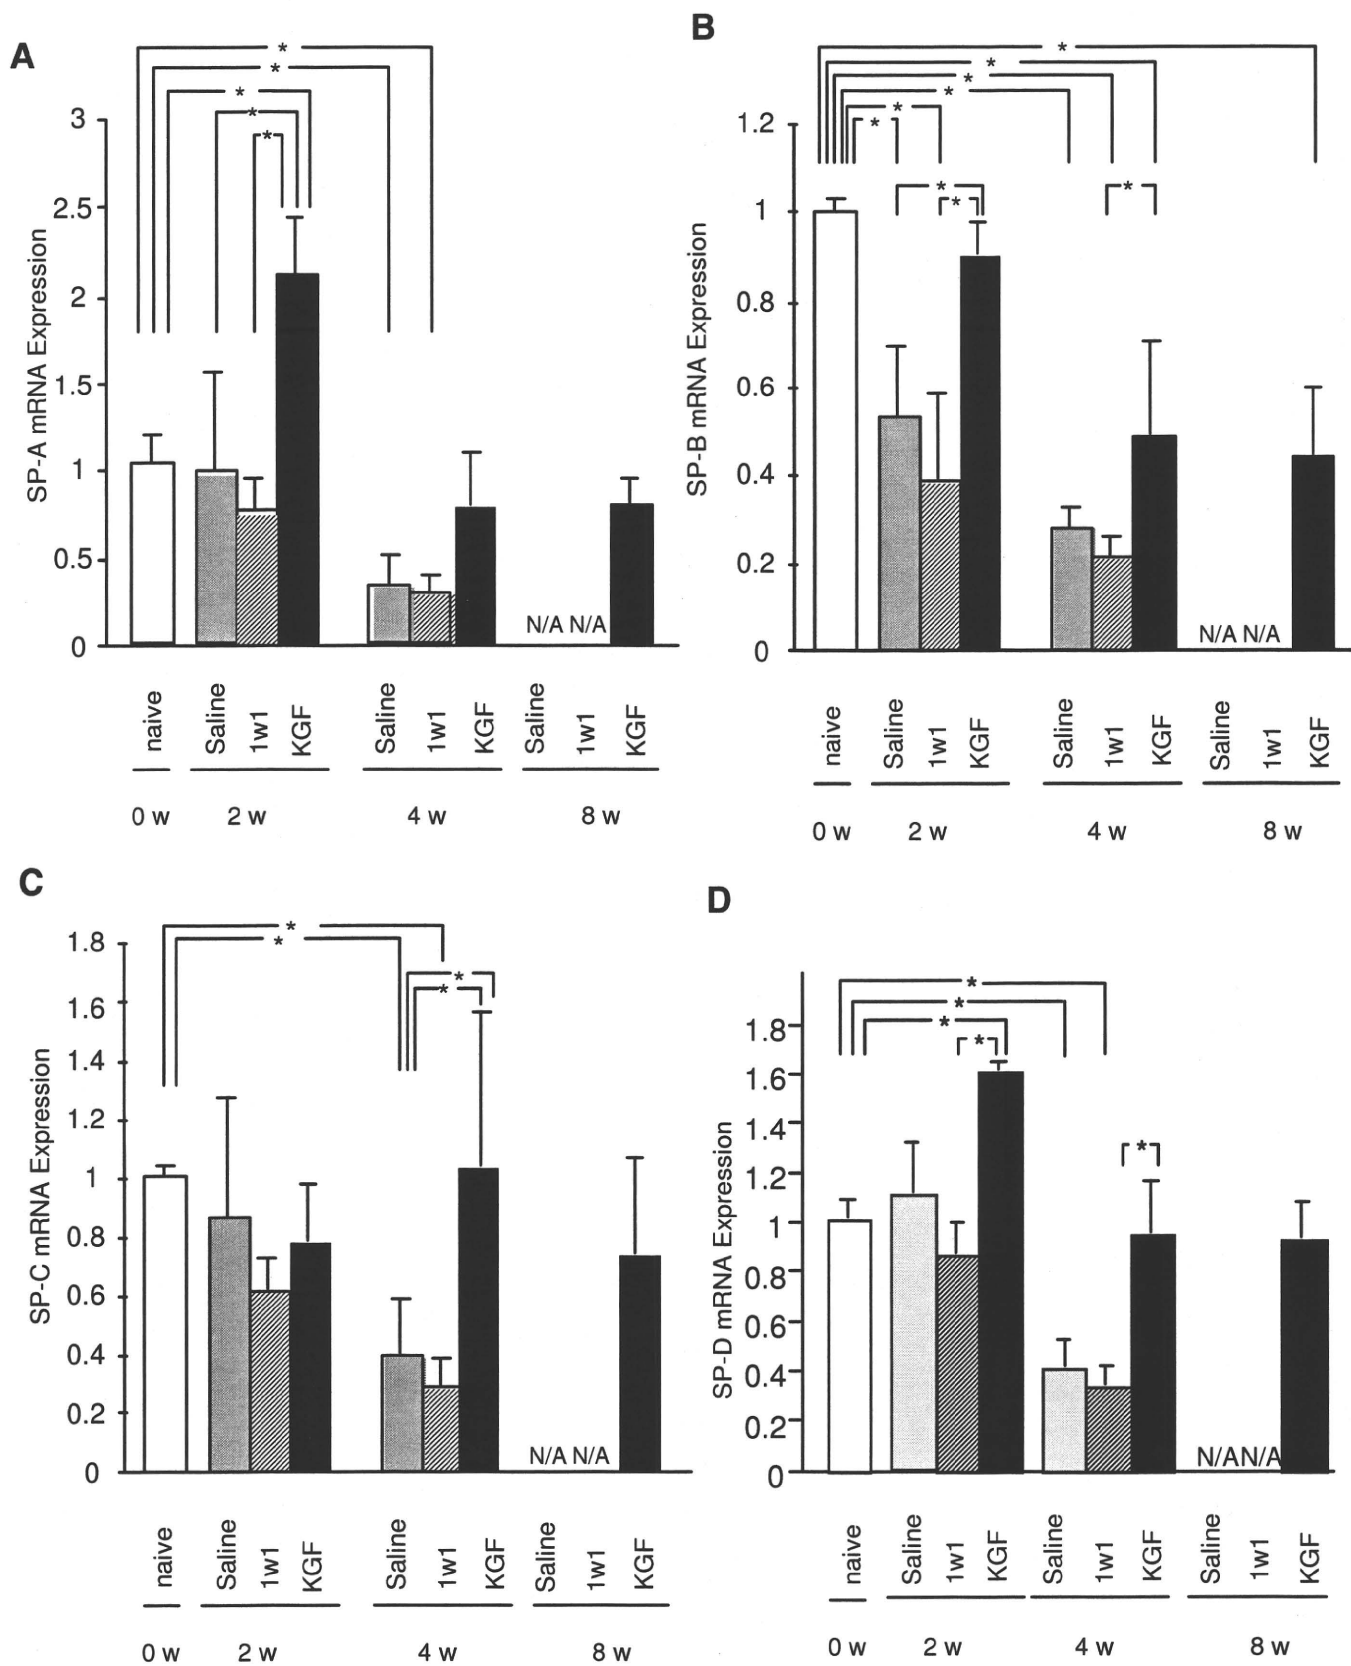 A
SP-A mRNA Expression
3
2.5
2
1.5
1
0.5
0
* * * * *
N/A N/A
naive Saline 1w1 KGF Saline 1w1 KGF Saline 1w1 KGF
0 w 2 w 4 w 8 w
B
SP-B mRNA Expression
1.2
1
0.8
0.6
0.4
0.2
0
* * * * * *
* * *
N/A N/A
naive Saline 1w1 KGF Saline 1w1 KGF Saline 1w1 KGF
0 w 2 w 4 w 8 w
C
SP-C mRNA Expression
1.8
1.6
1.4
1.2
1
0.8
0.6
0.4
0.2
0
* * * *
N/A N/A
naive Saline 1w1 KGF Saline 1w1 KGF Saline 1w1 KGF
0 w 2 w 4 w 8 w
D
SP-D mRNA Expression
1.8
1.6
1.4
1.2
1
0.8
0.6
0.4
0.2
0
* * * * *
N/A N/A
naive Saline 1w1 KGF Saline 1w1 KGF Saline 1w1 KGF
0 w 2 w 4 w 8 w